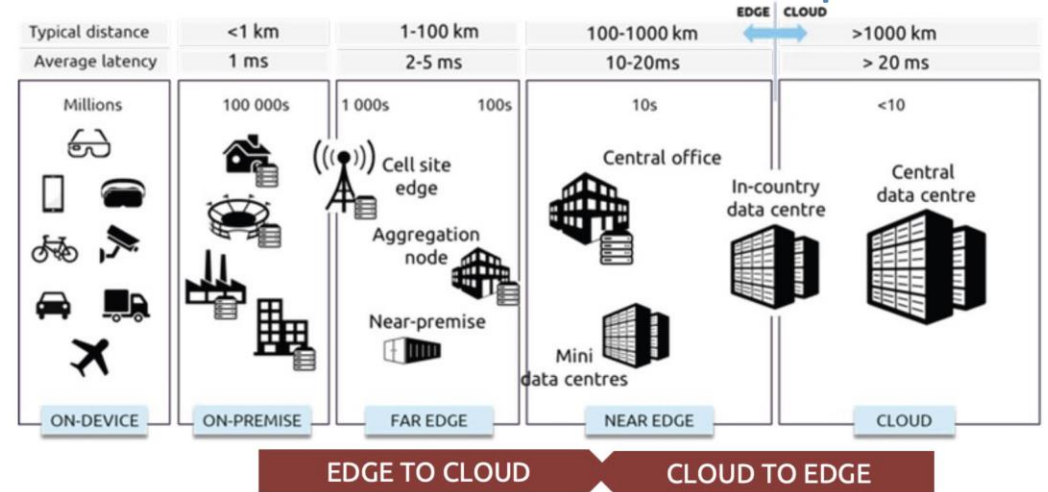 EDGE CLOUD
Typical distance <1 km 1-100 km 100-1000 km >1000 km
Average latency 1 ms 2-5 ms 10-20ms > 20 ms
Millions 100 000s 1 000s 100s 10s <10
Cell site
edge
Aggregation
node
Near-premise
Central office
Mini
data centres
In-country
data centre
Central
data centre
ON-DEVICE ON-PREMISE FAR EDGE NEAR EDGE CLOUD
EDGE TO CLOUD CLOUD TO EDGE